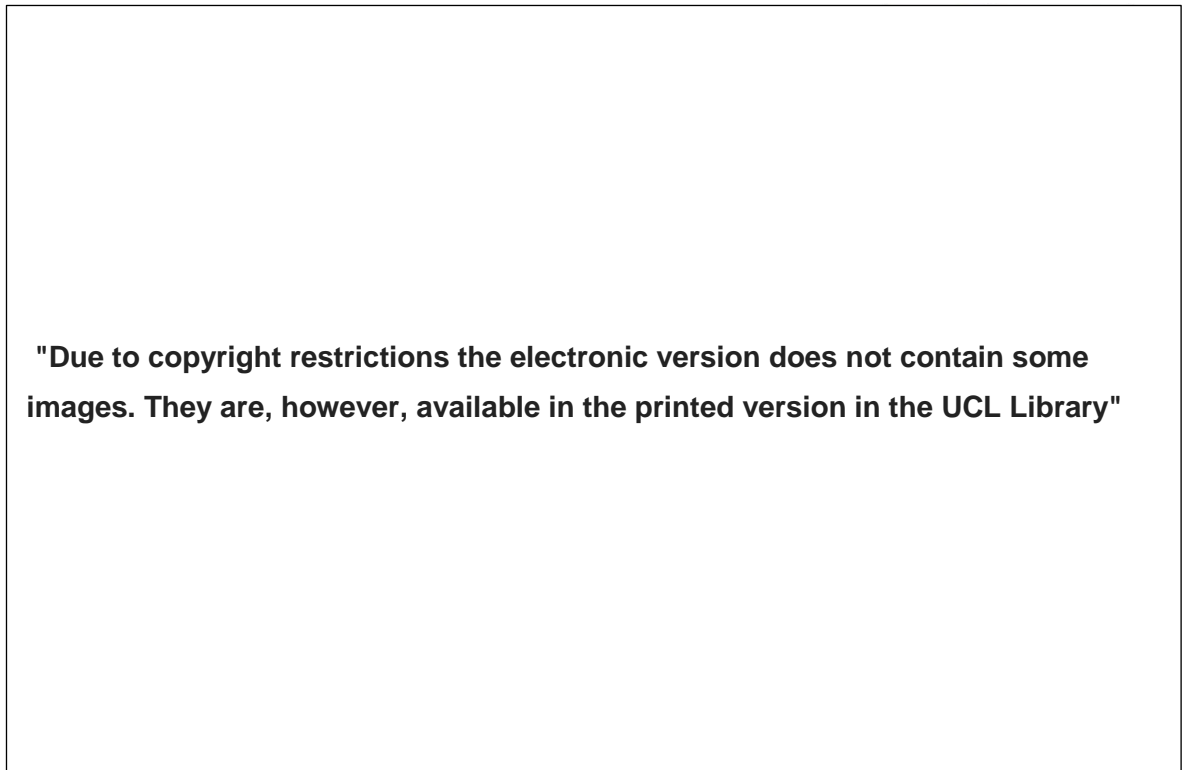 "Due to copyright restrictions the electronic version does not contain some
images. They are, however, available in the printed version in the UCL Library"